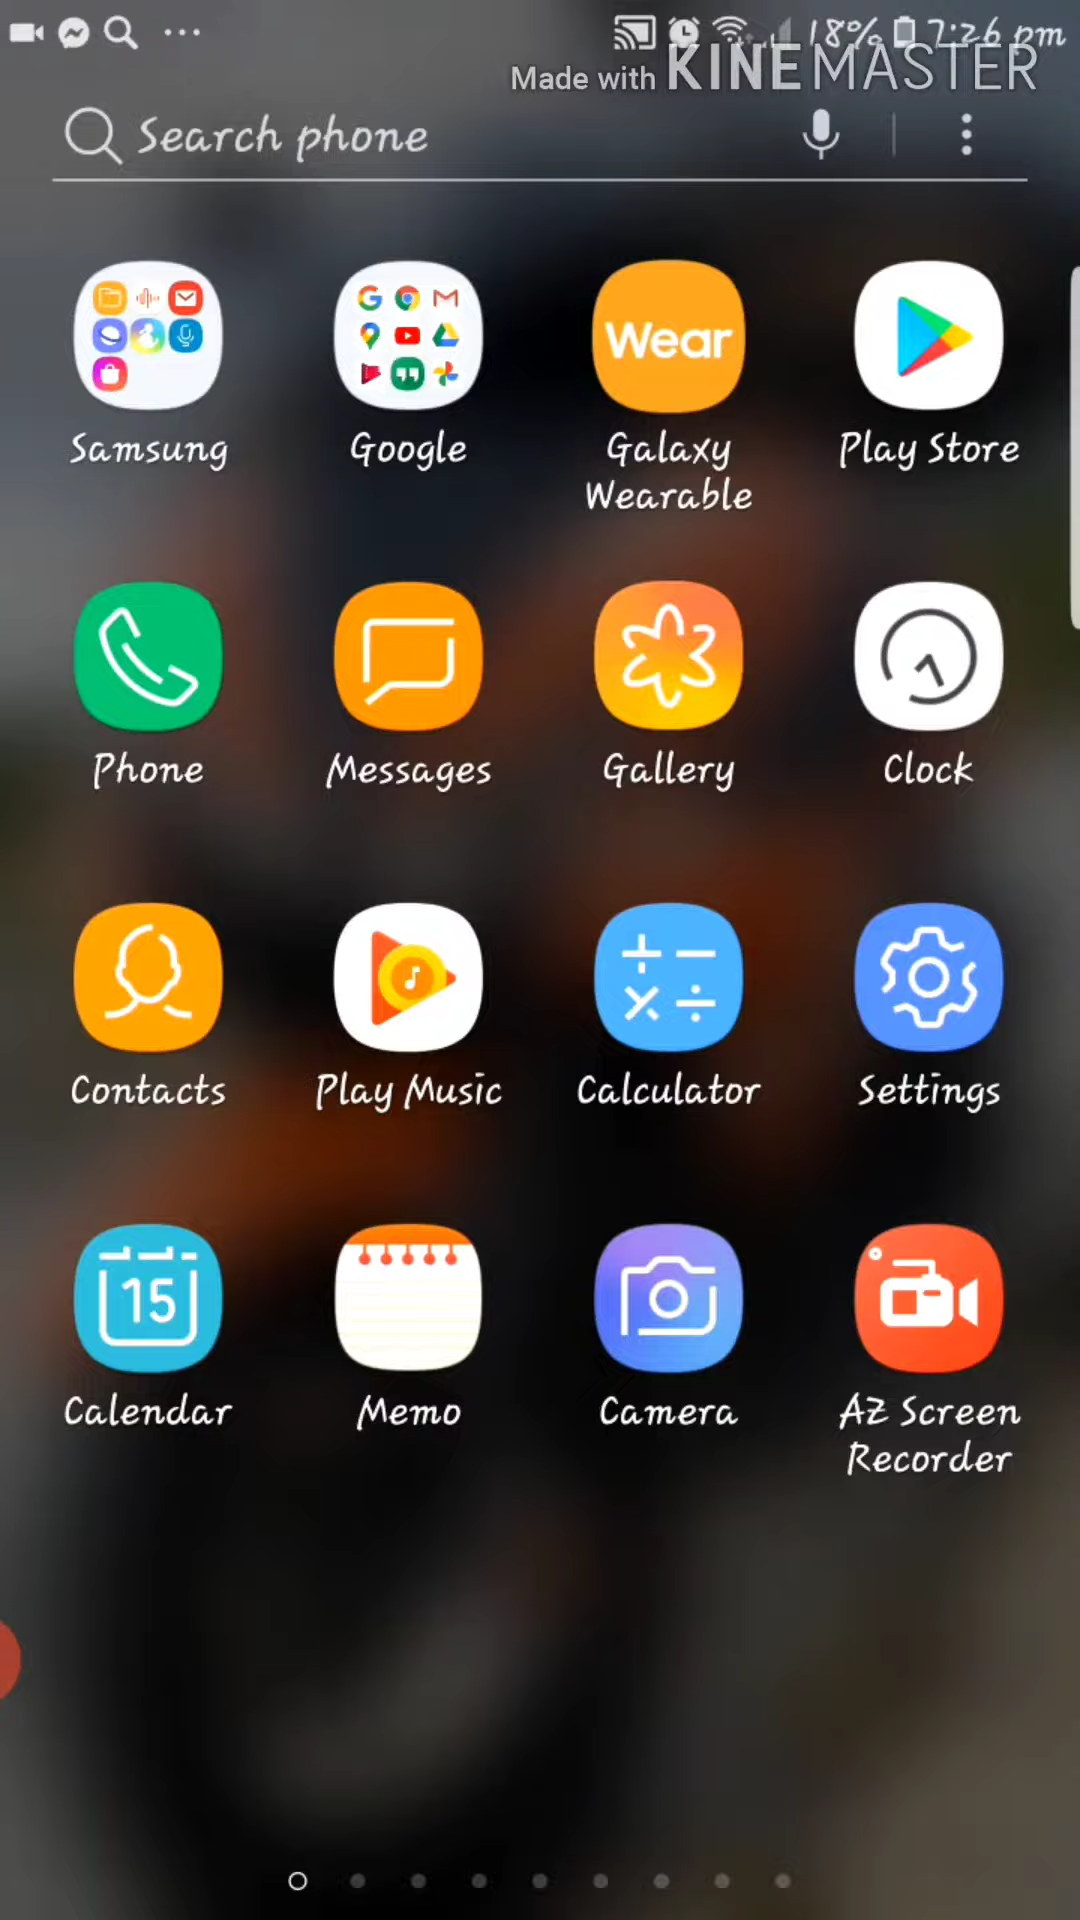 18% 7:26 pm
Made with KINEMASTER
Search phone
Wear
Samsung Google Galaxy Wearable Play Store
Phone Messages Gallery Clock
Contacts Play Music Calculator Settings
15
Calendar Memo Camera AZ Screen Recorder